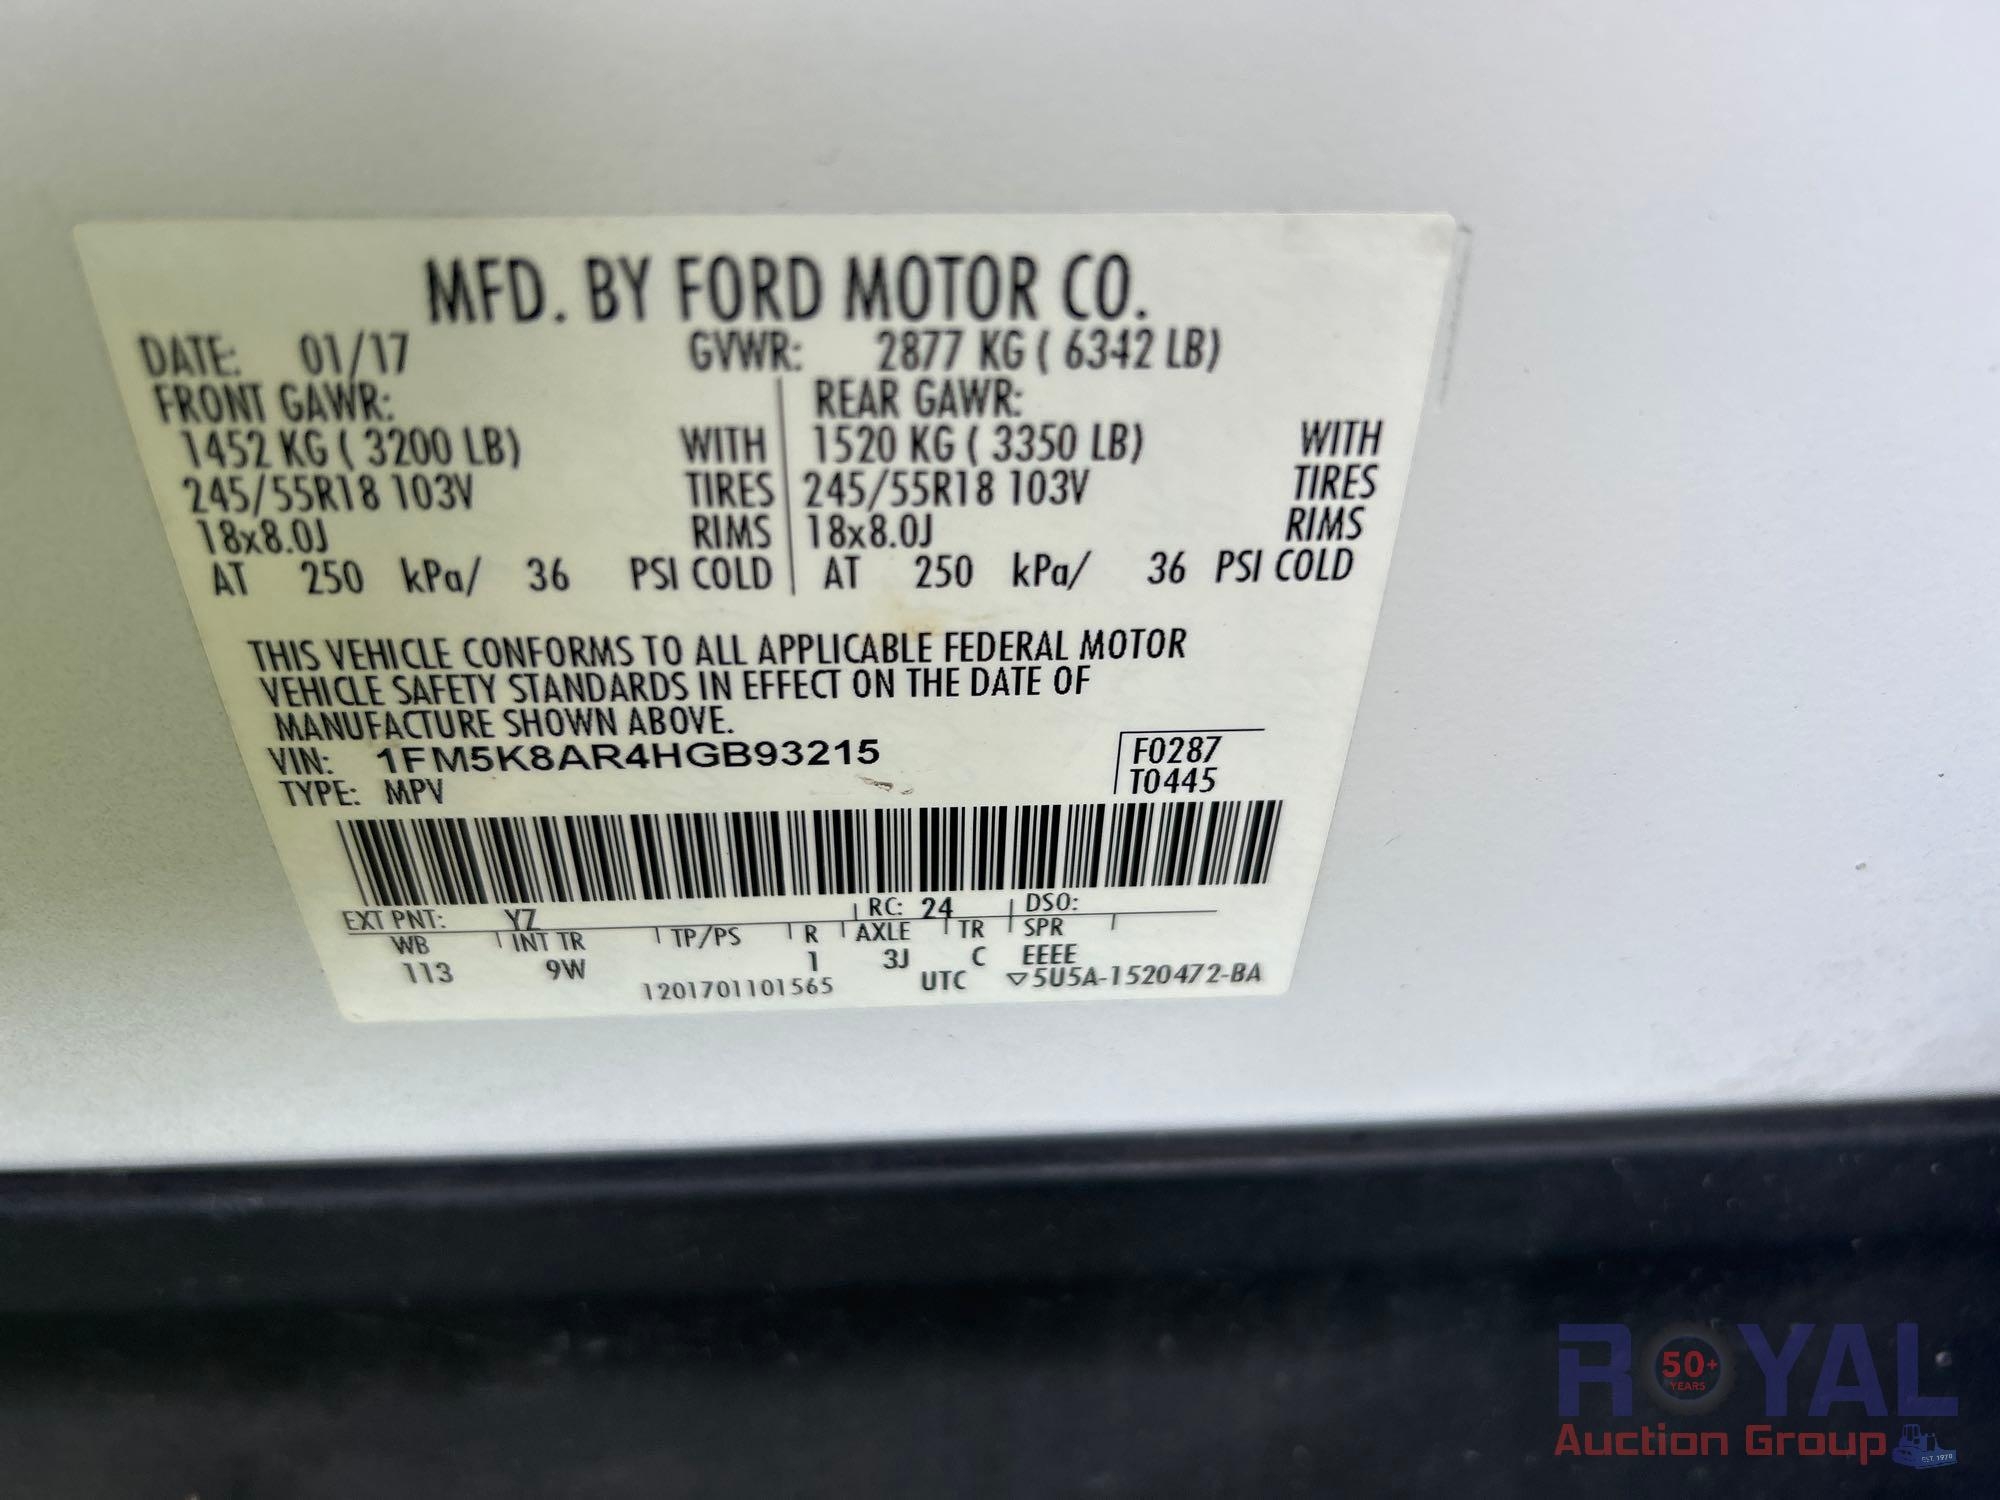 MFD. BY FORD MOTOR CO.
DATE: 01/17 GVWR: 2877 KG ( 6342 LB)
FRONT GAWR: REAR GAWR:
1452 KG ( 3200 LB) WITH 1520 KG ( 3350 LB) WITH
245/55R18 103V TIRES 245/55R18 103V TIRES
18x8.0J RIMS 18x8.0J RIMS
AT 250 kPa/ 36 PSI COLD AT 250 kPa/ 36 PSI COLD
THIS VEHICLE CONFORMS TO ALL APPLICABLE FEDERAL MOTOR
VEHICLE SAFETY STANDARDS IN EFFECT ON THE DATE OF
MANUFACTURE SHOWN ABOVE.
VIN: 1FM5K8AR4HGB93215 F0287
TYPE: MPV T0445
EXT PNT: YZ RC: 24 DSO:
WB INT TR TP/PS R AXLE TR SPR
113 9W 1 3J C EEEE
1201701101565 UTC ▽5U5A-1520472-BA
ROYAL
50+
YEARS
Auction Group
EST. 1970